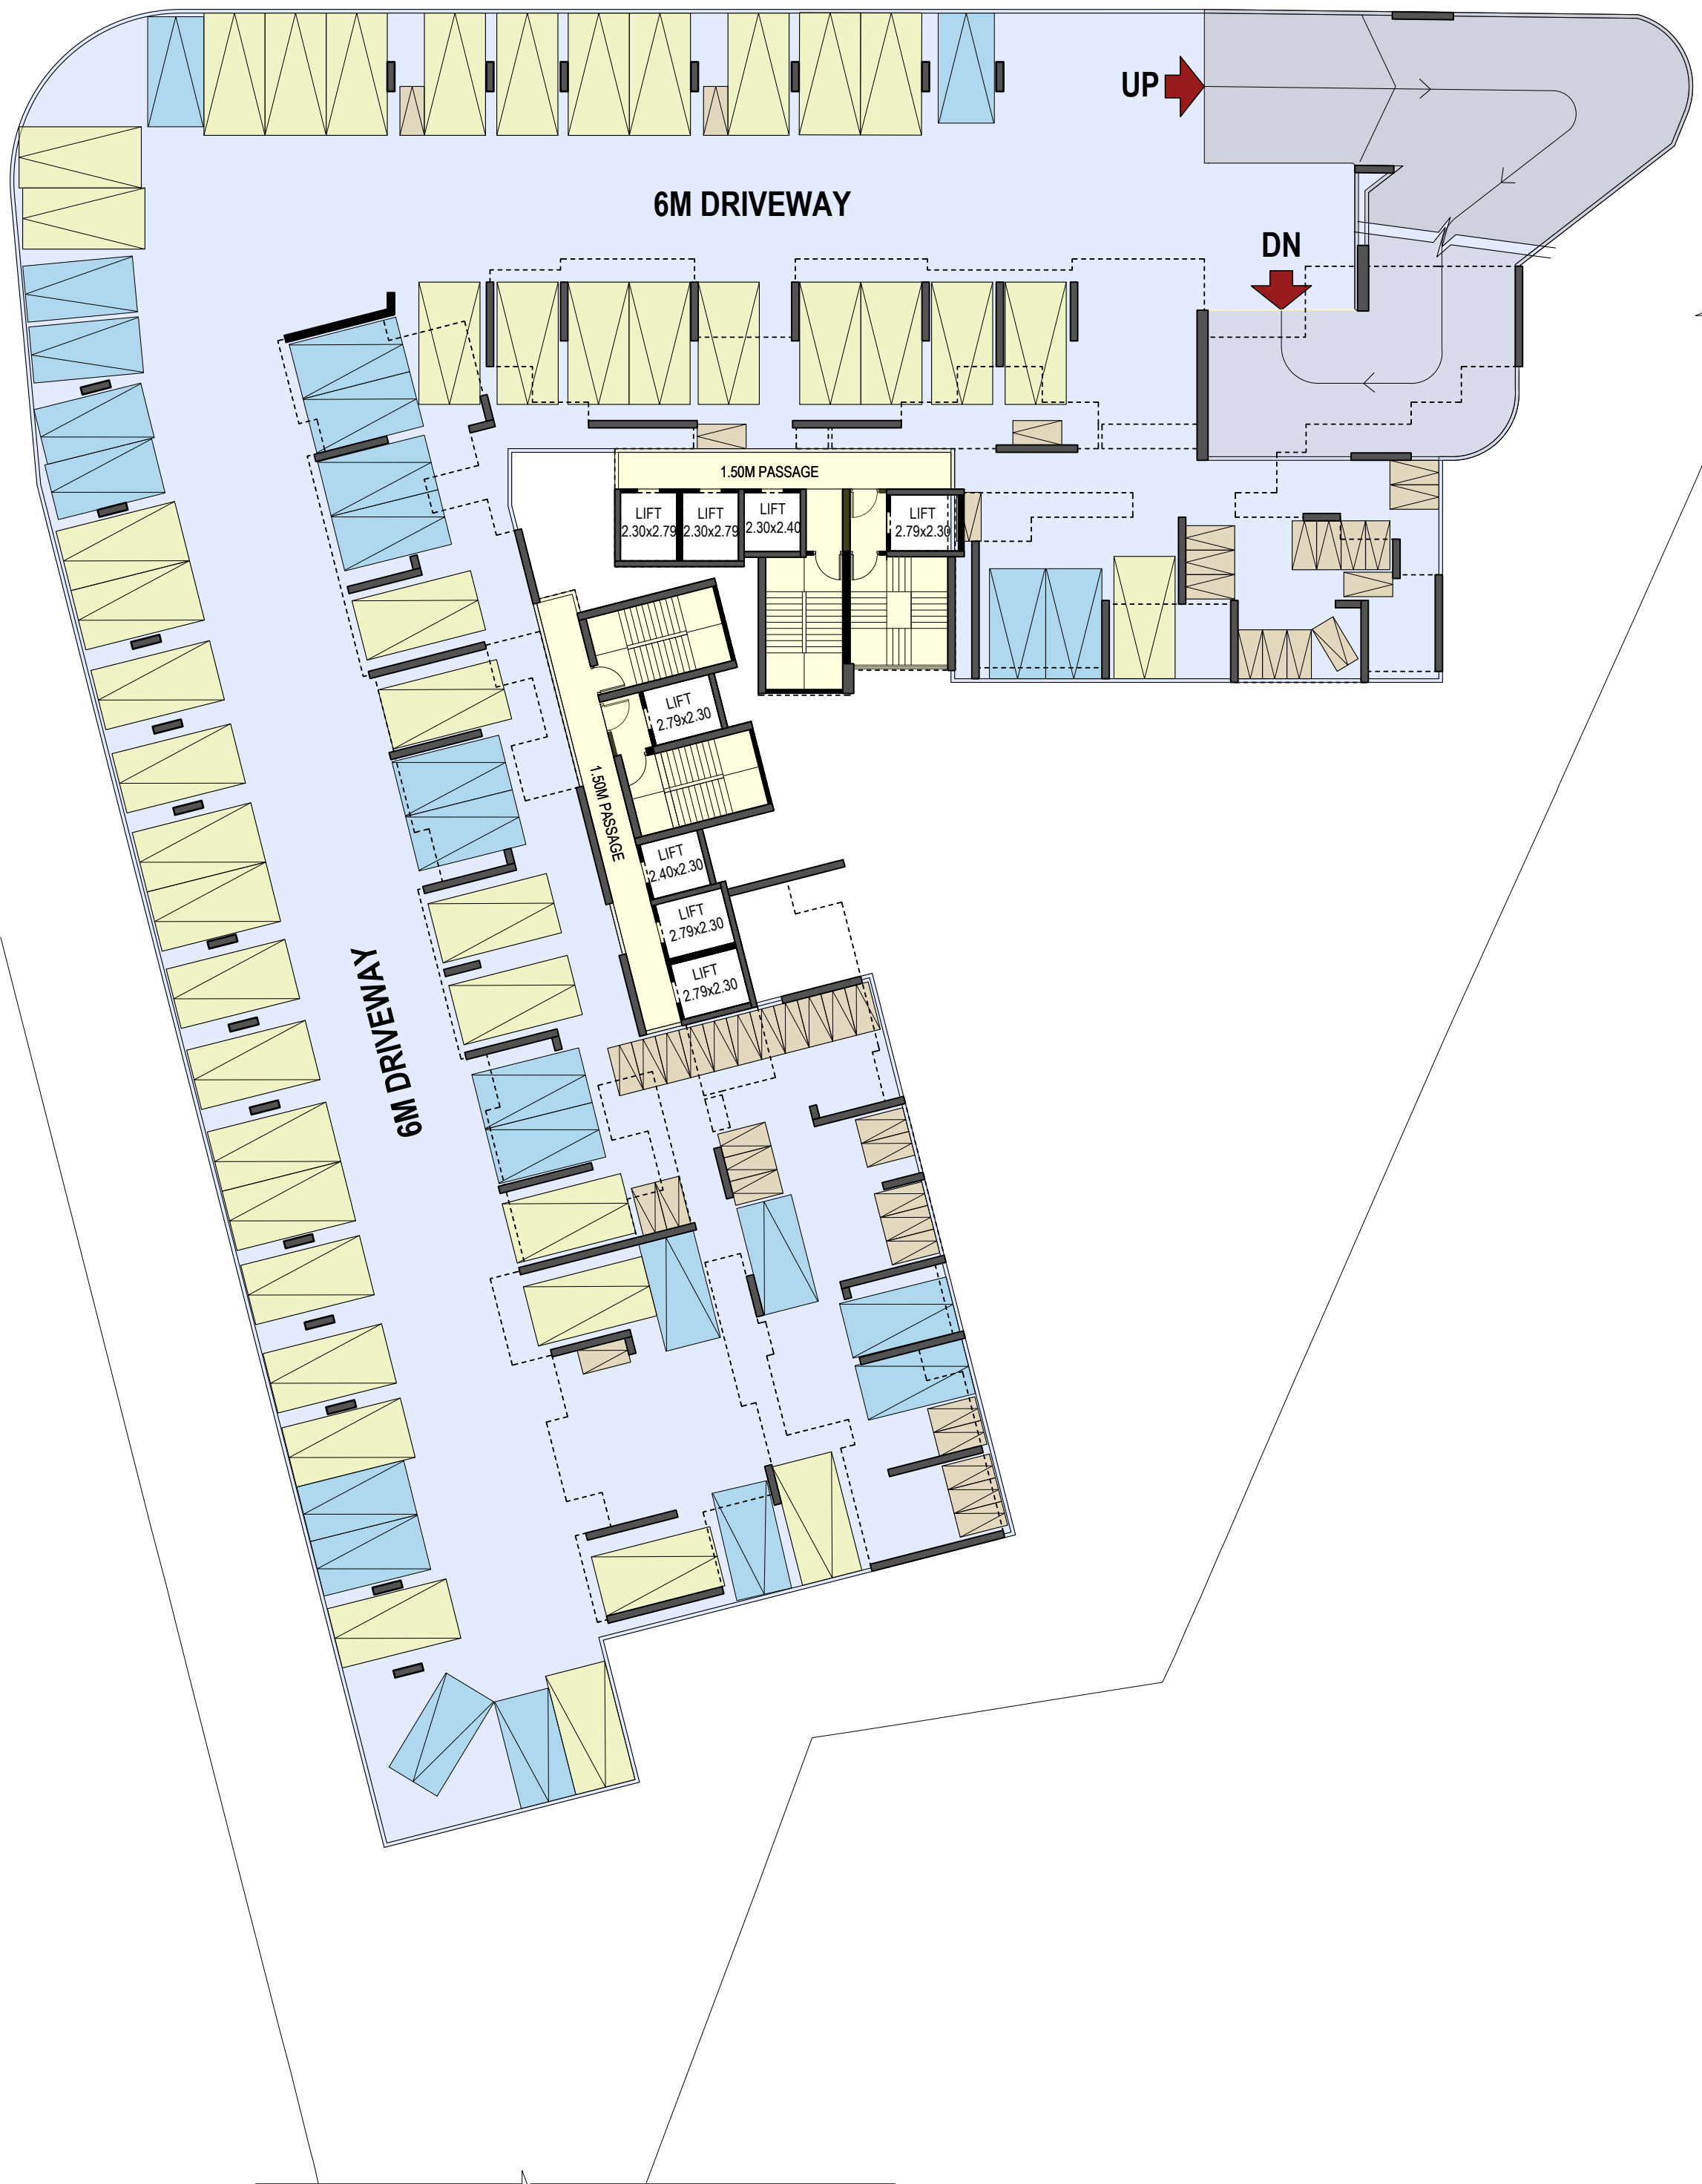 UP
6M DRIVEWAY
DN
1.50M PASSAGE
LIFT
2.30x2.79
LIFT
2.30x2.79
LIFT
2.30x2.40
LIFT
2.79x2.30
LIFT
2.79x2.30
1.50M PASSAGE
LIFT
2.40x2.30
LIFT
2.79x2.30
LIFT
2.79x2.30
6M DRIVEWAY